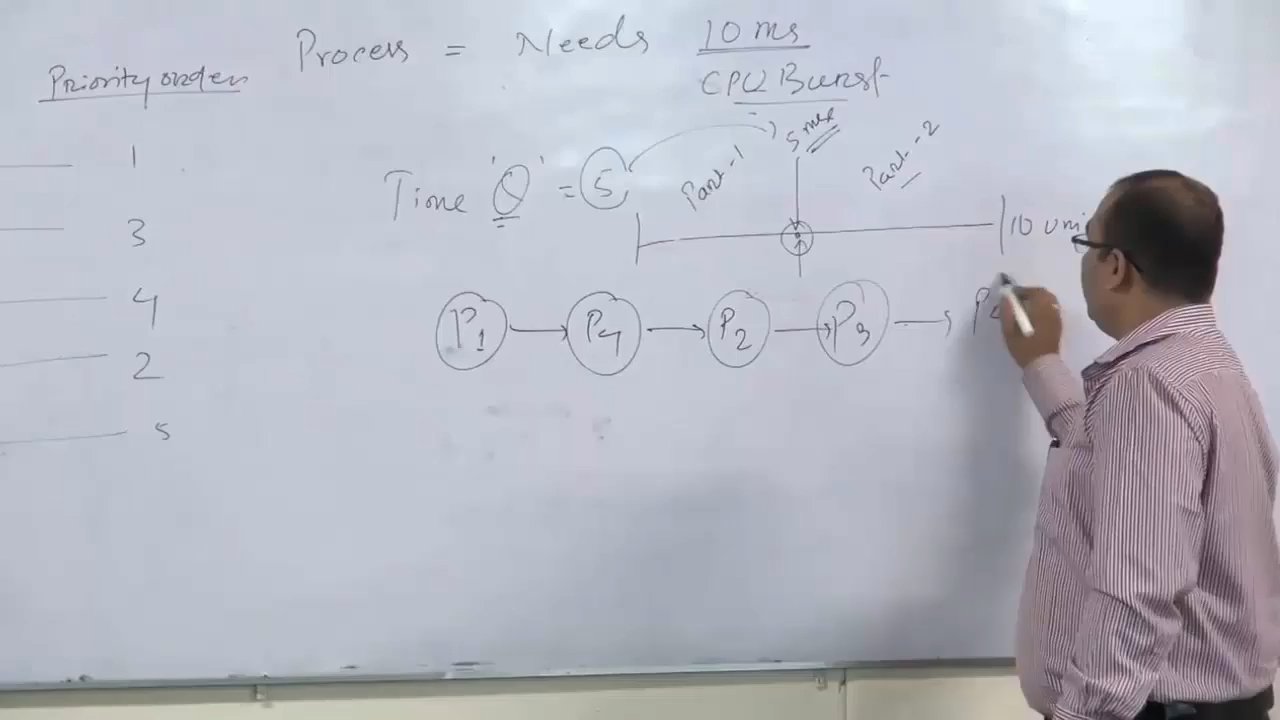 Process = Needs 10 ms
CPU Burst
Priority order
1
3
4
2
5
Time 'Q' = 5
5 ms
Part-1
Part-2
10 uni
P1 → P4 → P2 → P3 → P